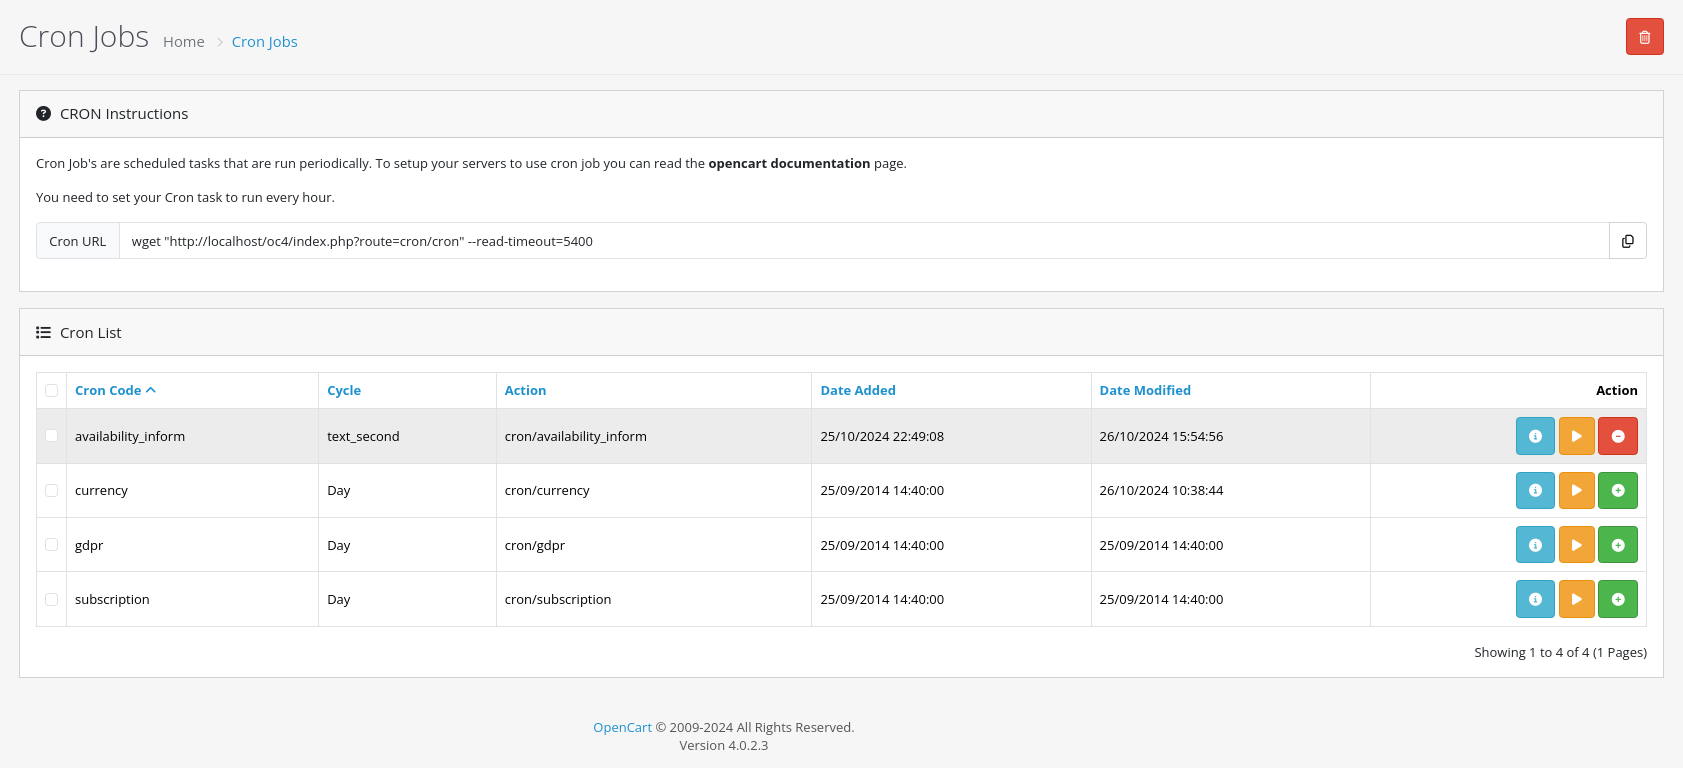 Cron Jobs Home Cron Jobs
CRON Instructions
Cron Job's are scheduled tasks that are run periodically. To setup your servers to use cron job you can read the opencart documentation page.
You need to set your Cron task to run every hour.
Cron URL wget "http://localhost/oc4/index.php?route=cron/cron" --read-timeout=5400
Cron List
Cron Code Cycle Action Date Added Date Modified Action
availability_inform text_second cron/availability_inform 25/10/2024 22:49:08 26/10/2024 15:54:56
currency Day cron/currency 25/09/2014 14:40:00 26/10/2024 10:38:44
gdpr Day cron/gdpr 25/09/2014 14:40:00 25/09/2014 14:40:00
subscription Day cron/subscription 25/09/2014 14:40:00 25/09/2014 14:40:00
Showing 1 to 4 of 4 (1 Pages)
OpenCart © 2009-2024 All Rights Reserved.
Version 4.0.2.3